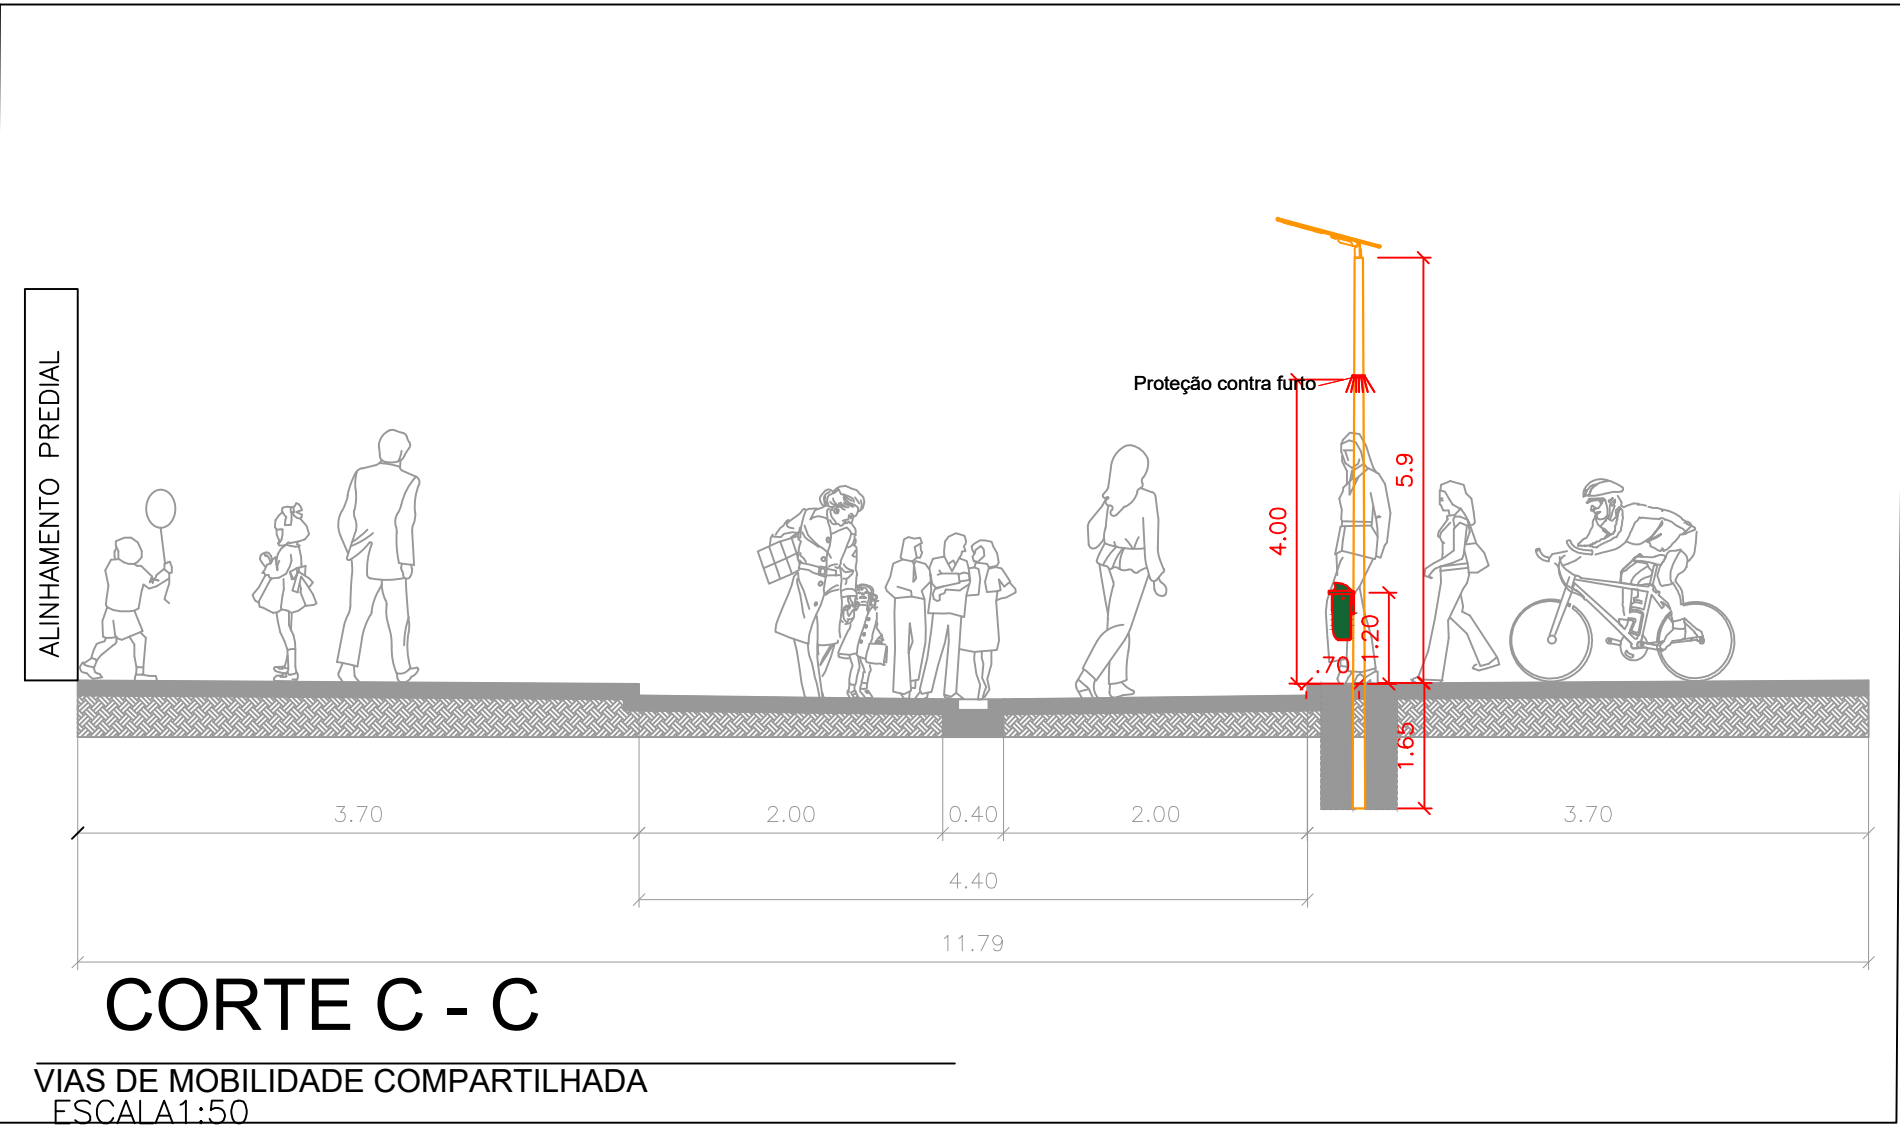 ALINHAMENTO PREDIAL
Proteção contra furto
4.00
5.9
1.20
.70
1.65
3.70
2.00
0.40
2.00
3.70
4.40
11.79
CORTE C - C
VIAS DE MOBILIDADE COMPARTILHADA
ESCALA1:50